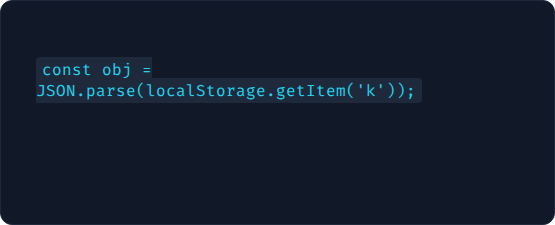 const obj =
JSON.parse(localStorage.getItem('k'));